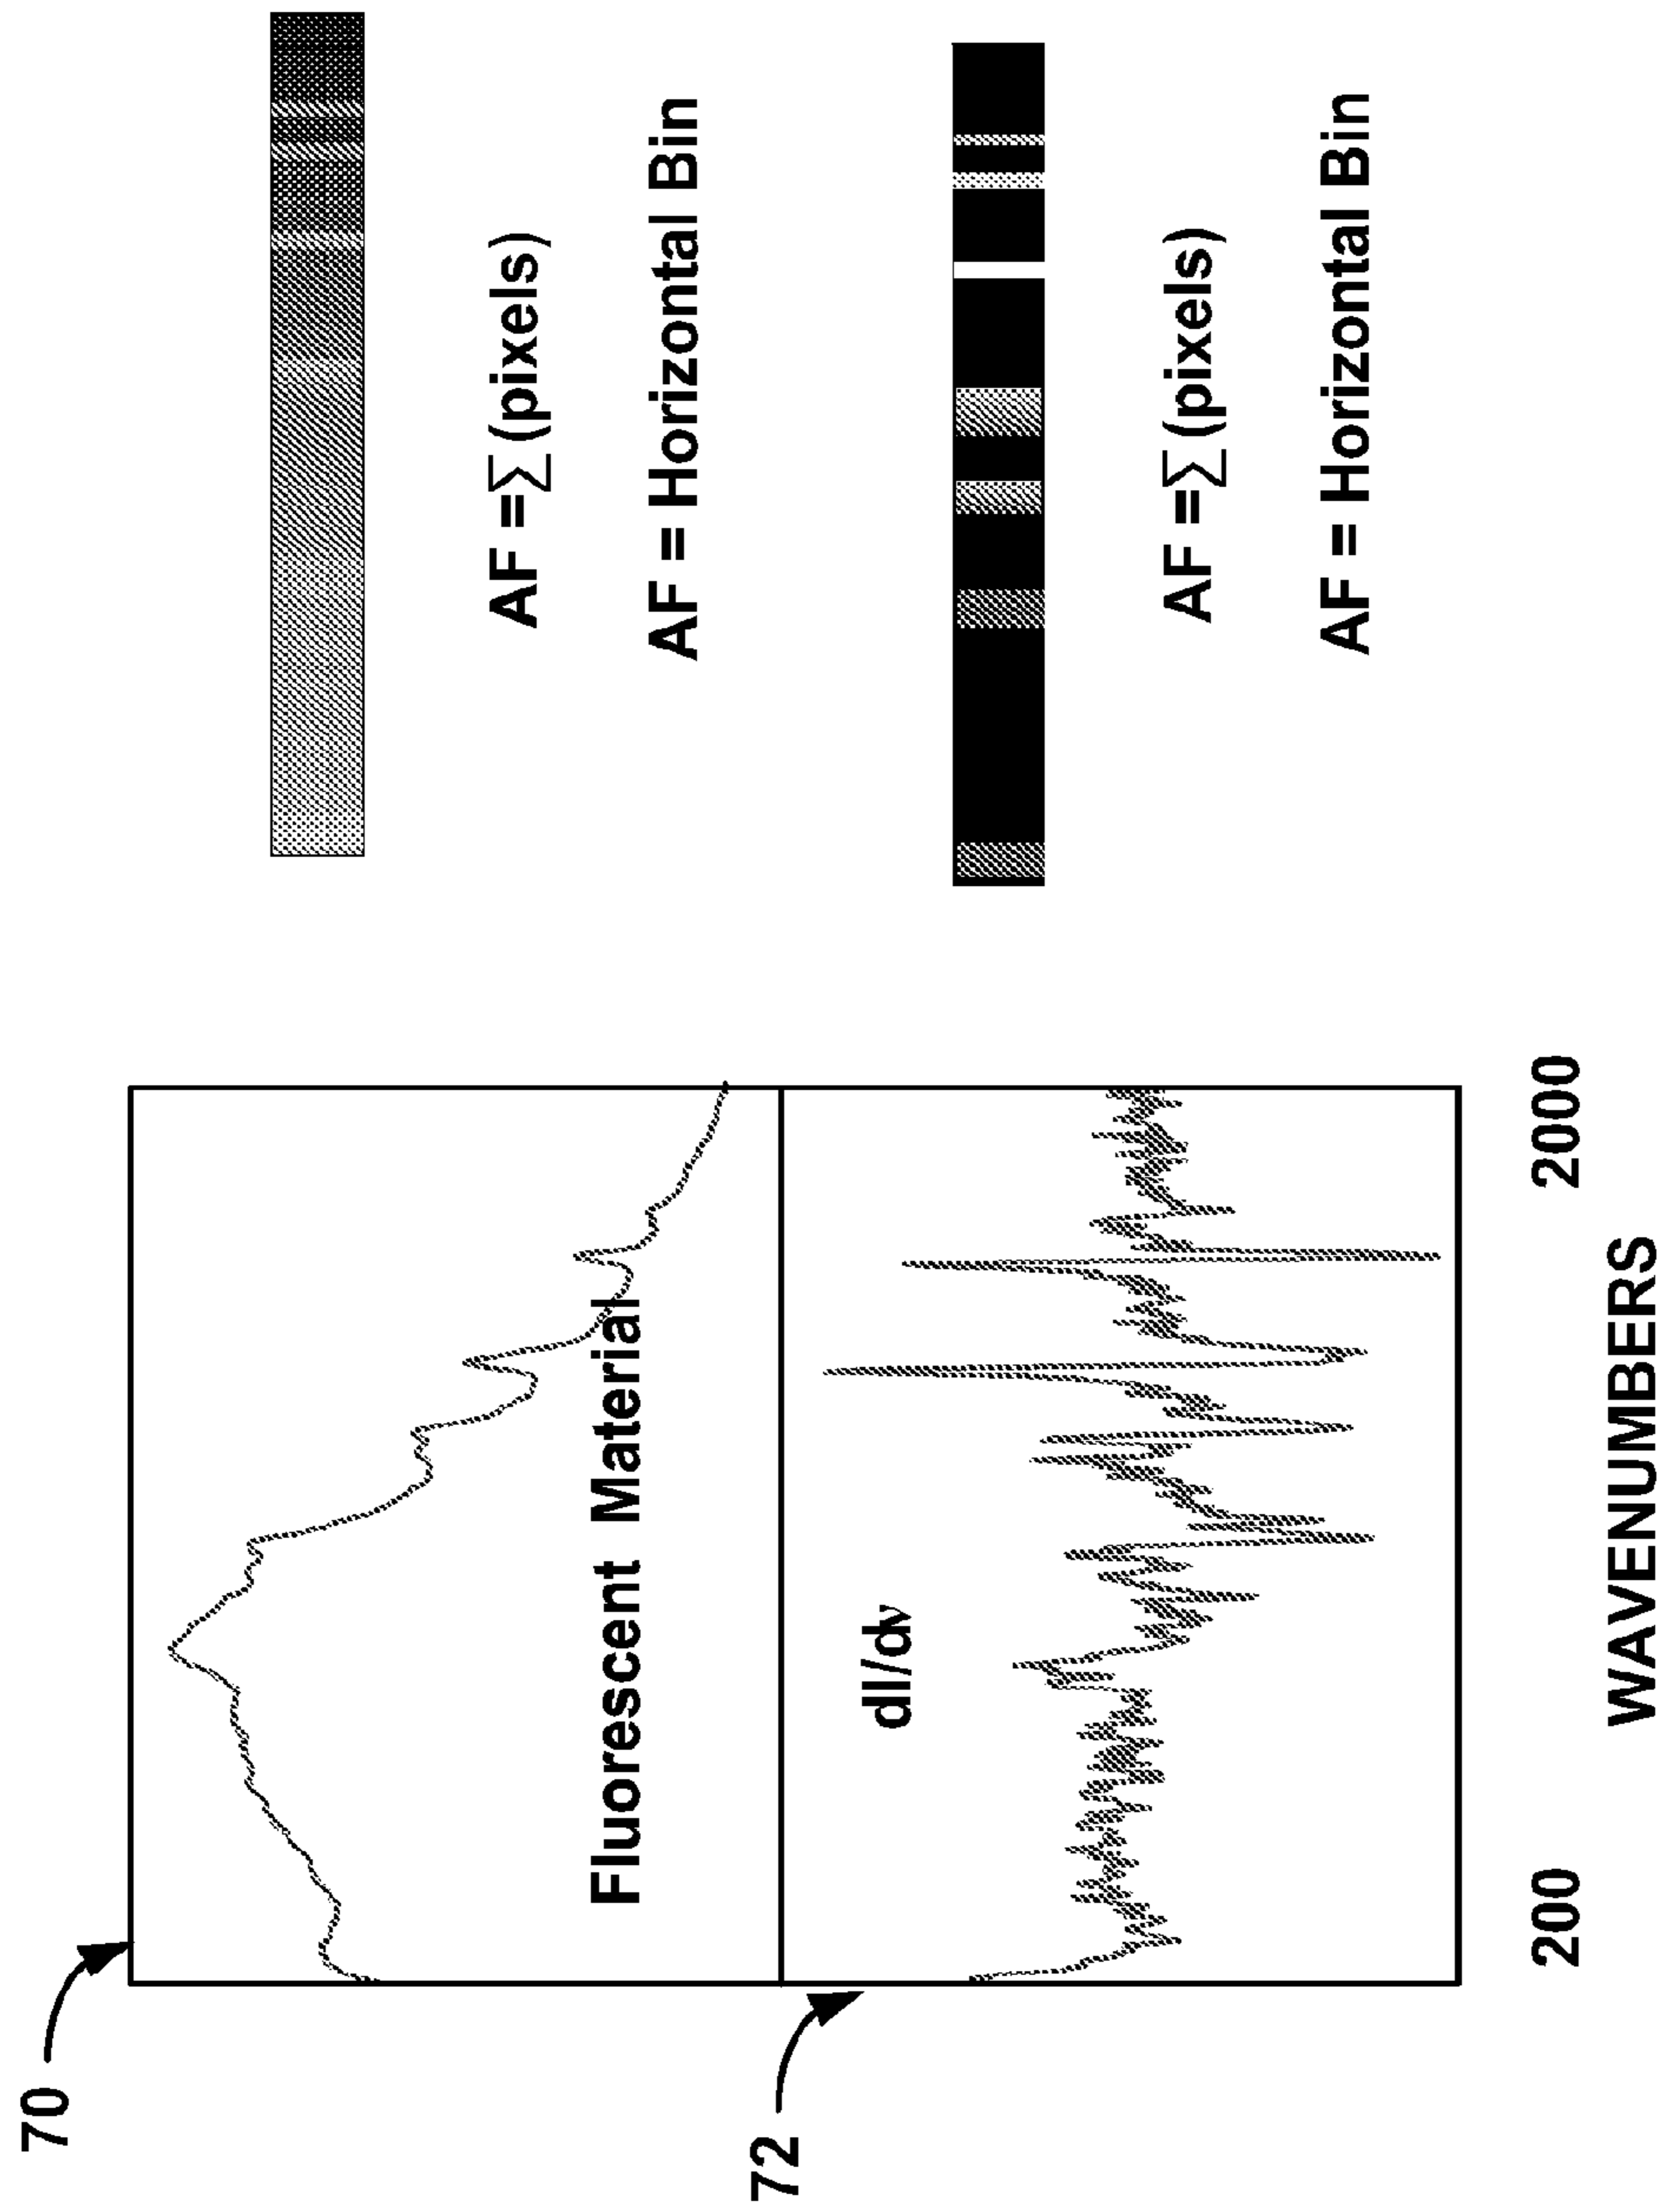 70
Fluorescent Material
72
dI/dν
200
2000
WAVENUMBERS
AF =∑ (pixels)
AF = Horizontal Bin
AF =∑ (pixels)
AF = Horizontal Bin